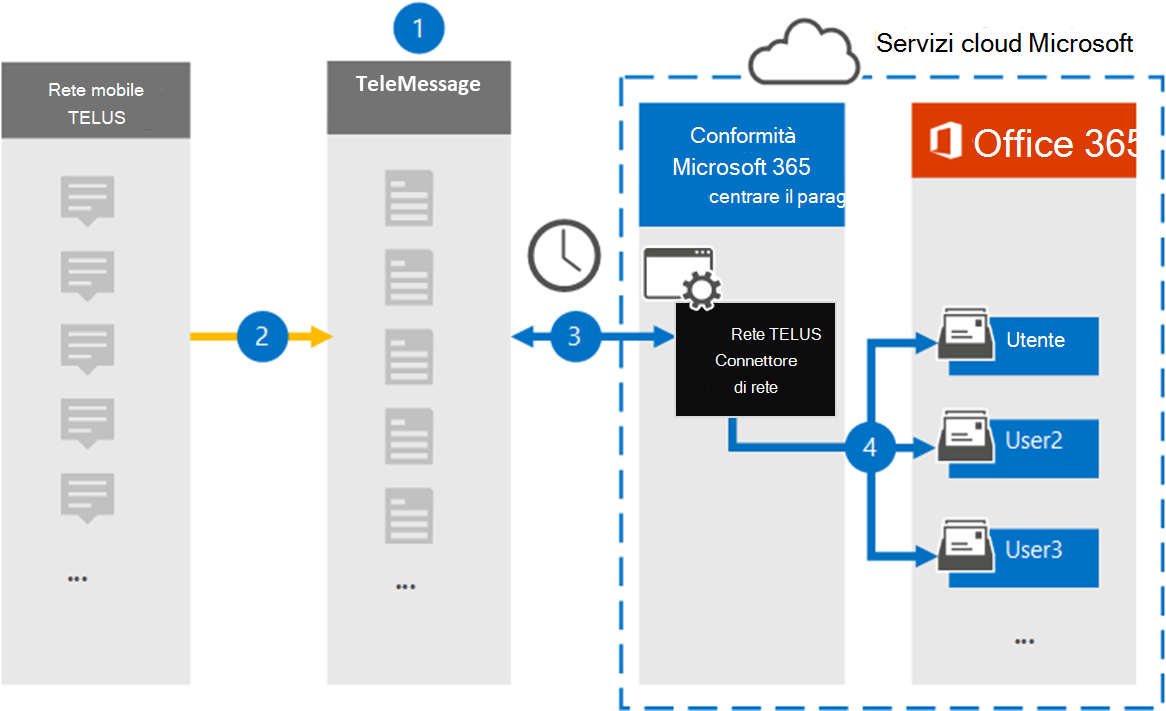 1
Servizi cloud Microsoft
Rete mobile
TELUS
TeleMessage
Conformità
Microsoft 365
centrare il parag
Office 365
2
3
Rete TELUS
Connettore
di rete
4
Utente
User2
User3
...
...
...